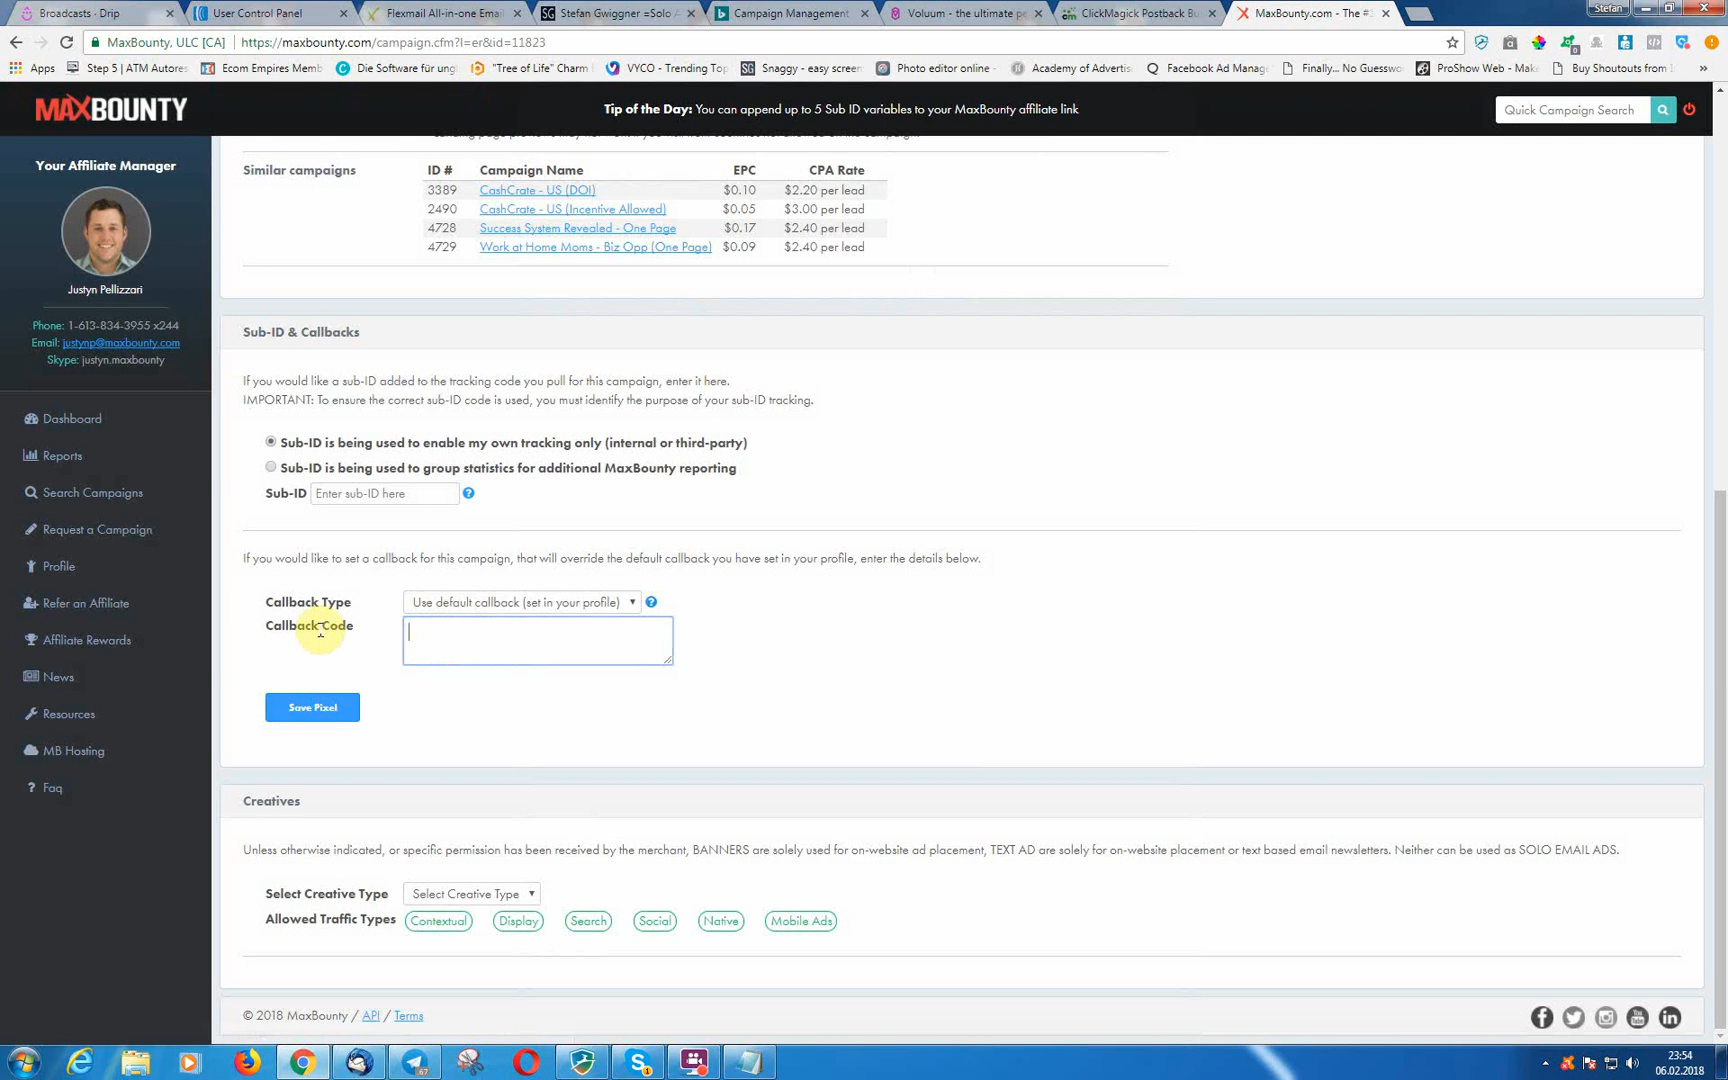 Broadcasts - Drip
User Control Panel
Flexmail All-in-one Emai
Stefan Gwiggner =Solo A
Campaign Management
Voluum - the ultimate pe
ClickMagick Postback Bu
MaxBounty.com - The #1
Stefan
MaxBounty, ULC [CA]
https://maxbounty.com/campaign.cfm?l=er&id=11823
Apps
Step 5 | ATM Autores
Ecom Empires Memb
Die Software für ungl
"Tree of Life" Charm
VYCO - Trending Top
Snaggy - easy screen
Photo editor online -
Academy of Advertis
Facebook Ad Manag
Finally... No Guesswo
ProShow Web - Make
Buy Shoutouts from
MAXBOUNTY
Tip of the Day: You can append up to 5 Sub ID variables to your MaxBounty affiliate link
Quick Campaign Search
Your Affiliate Manager
Justyn Pellizzari
Phone: 1-613-834-3955 x244
Email: justynp@maxbounty.com
Skype: justyn.maxbounty
Dashboard
Reports
Search Campaigns
Request a Campaign
Profile
Refer an Affiliate
Affiliate Rewards
News
Resources
MB Hosting
Faq
Similar campaigns
ID # Campaign Name EPC CPA Rate
3389 CashCrate - US (DOI) $0.10 $2.20 per lead
2490 CashCrate - US (Incentive Allowed) $0.05 $3.00 per lead
4728 Success System Revealed - One Page $0.17 $2.40 per lead
4729 Work at Home Moms - Biz Opp (One Page) $0.09 $2.40 per lead
Sub-ID & Callbacks
If you would like a sub-ID added to the tracking code you pull for this campaign, enter it here.
IMPORTANT: To ensure the correct sub-ID code is used, you must identify the purpose of your sub-ID tracking.
Sub-ID is being used to enable my own tracking only (internal or third-party)
Sub-ID is being used to group statistics for additional MaxBounty reporting
Sub-ID Enter sub-ID here
If you would like to set a callback for this campaign, that will override the default callback you have set in your profile, enter the details below.
Callback Type Use default callback (set in your profile)
Callback Code
Save Pixel
Creatives
Unless otherwise indicated, or specific permission has been received by the merchant, BANNERS are solely used for on-website ad placement, TEXT AD are solely for on-website placement or text based email newsletters. Neither can be used as SOLO EMAIL ADS.
Select Creative Type Select Creative Type
Allowed Traffic Types Contextual Display Search Social Native Mobile Ads
© 2018 MaxBounty / API / Terms
67
23:54
06.02.2018